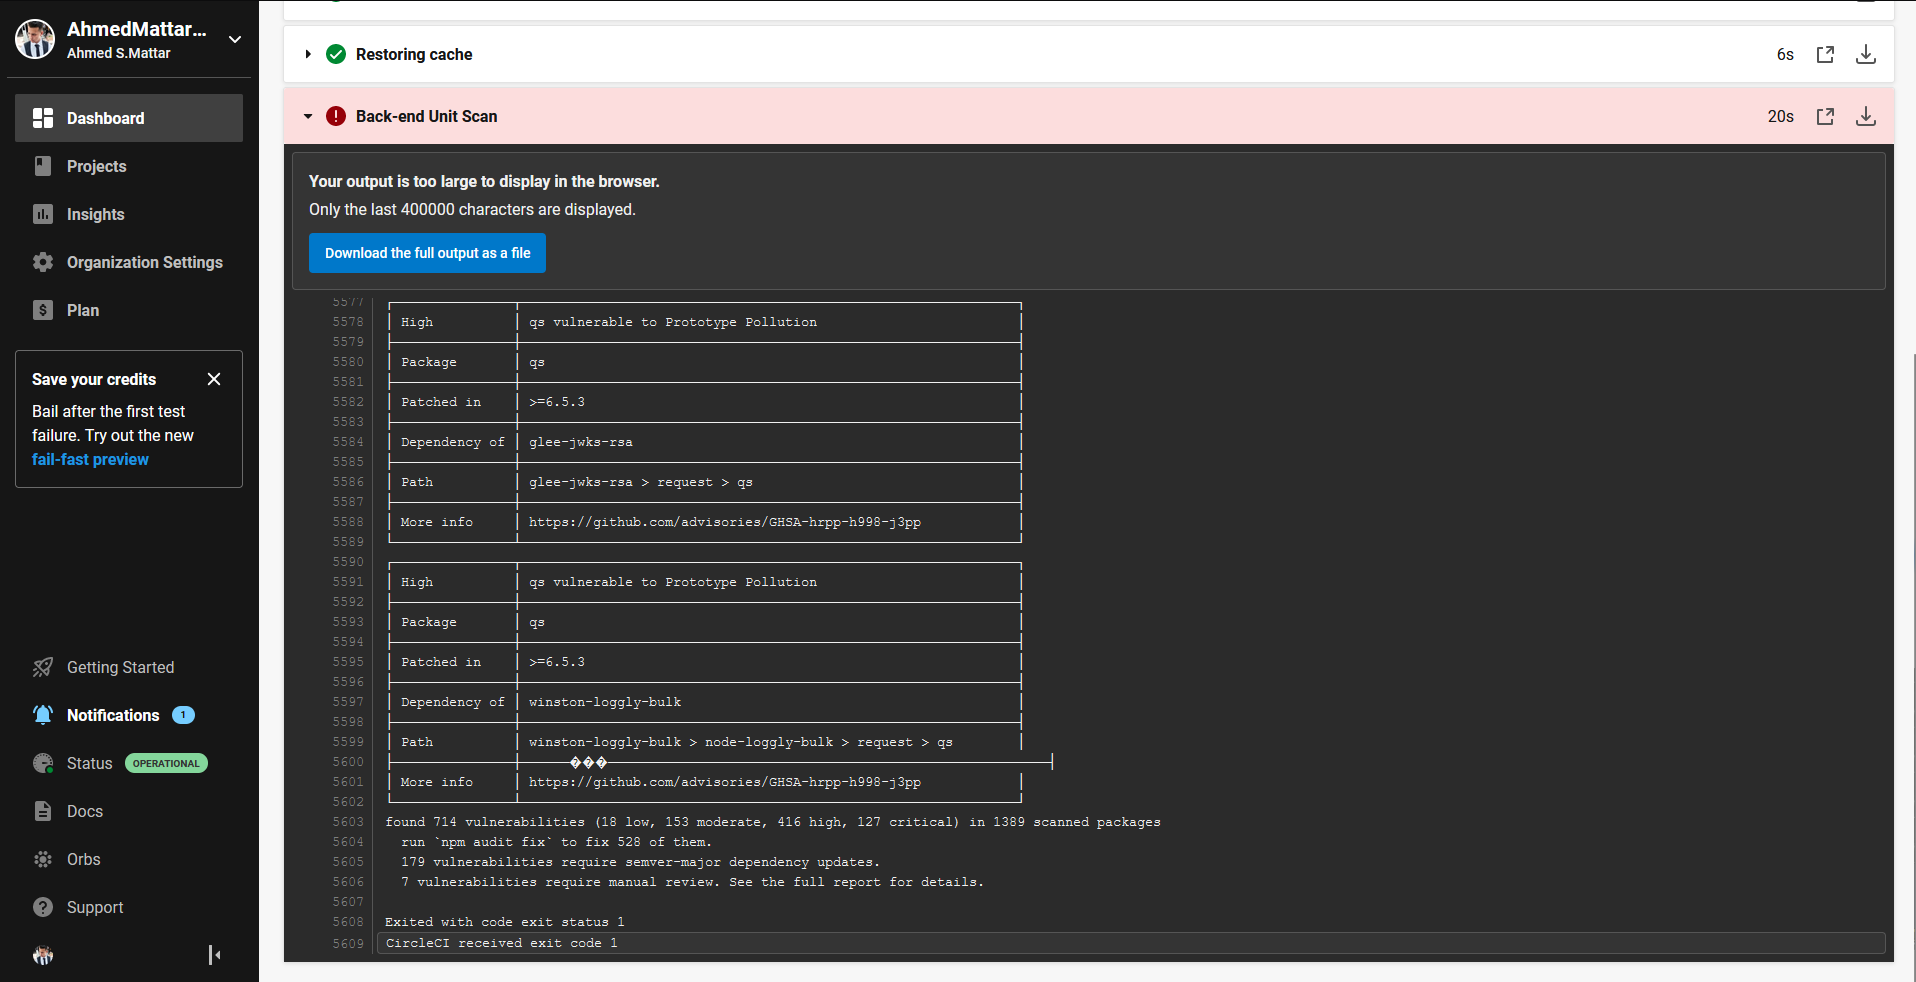 AhmedMattar...
Ahmed S.Mattar
Dashboard
Projects
Insights
Organization Settings
Plan
Save your credits
Bail after the first test
failure. Try out the new
fail-fast preview
Getting Started
Notifications 1
Status OPERATIONAL
Docs
Orbs
Support
Restoring cache 6s
Back-end Unit Scan 20s
Your output is too large to display in the browser.
Only the last 400000 characters are displayed.
Download the full output as a file
5577
5578 High qs vulnerable to Prototype Pollution
5579
5580 Package qs
5581
5582 Patched in >=6.5.3
5583
5584 Dependency of glee-jwks-rsa
5585
5586 Path glee-jwks-rsa > request > qs
5587
5588 More info https://github.com/advisories/GHSA-hrpp-h998-j3pp
5589
5590
5591 High qs vulnerable to Prototype Pollution
5592
5593 Package qs
5594
5595 Patched in >=6.5.3
5596
5597 Dependency of winston-loggly-bulk
5598
5599 Path winston-loggly-bulk > node-loggly-bulk > request > qs
5600 ���
5601 More info https://github.com/advisories/GHSA-hrpp-h998-j3pp
5602
5603 found 714 vulnerabilities (18 low, 153 moderate, 416 high, 127 critical) in 1389 scanned packages
5604 run `npm audit fix` to fix 528 of them.
5605 179 vulnerabilities require semver-major dependency updates.
5606 7 vulnerabilities require manual review. See the full report for details.
5607
5608 Exited with code exit status 1
5609 CircleCI received exit code 1